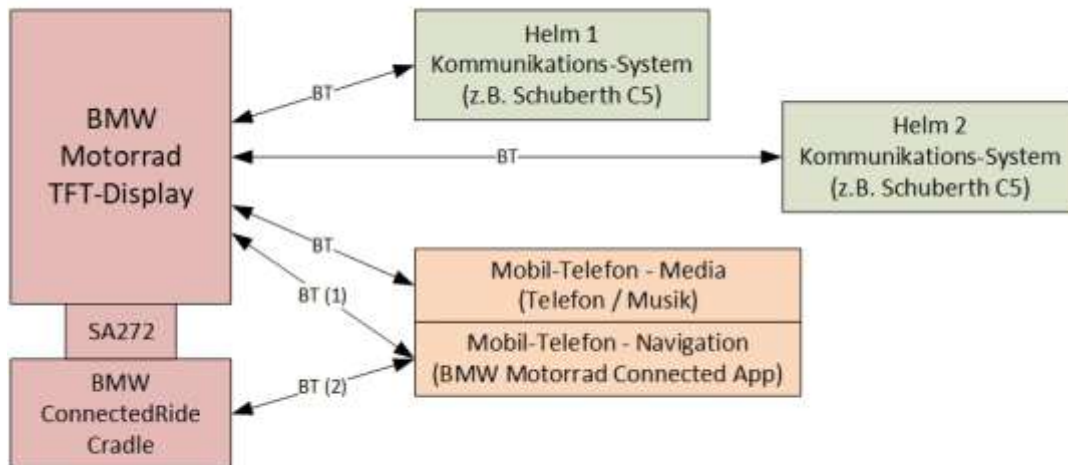 BMW
Motorrad
TFT-Display
SA272
BMW
ConnectedRide
Cradle
BT
BT
BT
BT (1)
BT (2)
Helm 1
Kommunikations-System
(z.B. Schuberth C5)
Helm 2
Kommunikations-System
(z.B. Schuberth C5)
Mobil-Telefon - Media
(Telefon / Musik)
Mobil-Telefon - Navigation
(BMW Motorrad Connected App)